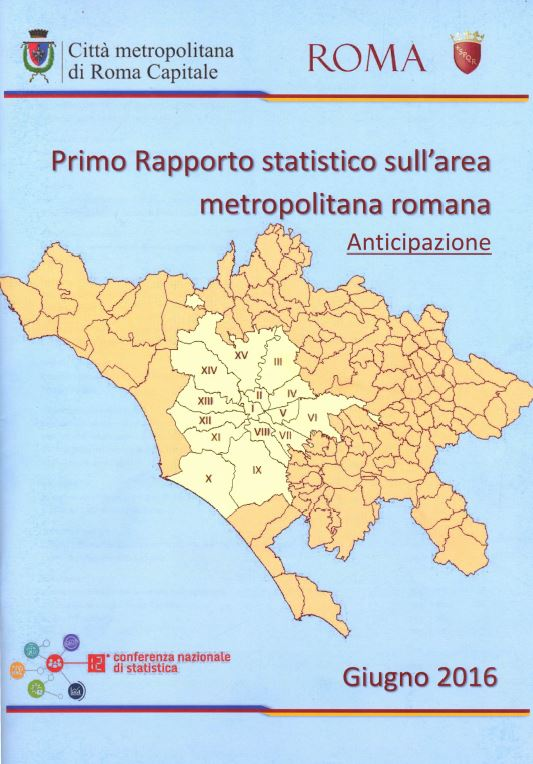 Città metropolitana
di Roma Capitale
ROMA
S.P.Q.R.
Primo Rapporto statistico sull'area
metropolitana romana
Anticipazione
XV
III
XIV
II
IV
XIII
I
V
VI
XII
XI
VIII
VII
X
IX
12ª conferenza nazionale
di statistica
Giugno 2016